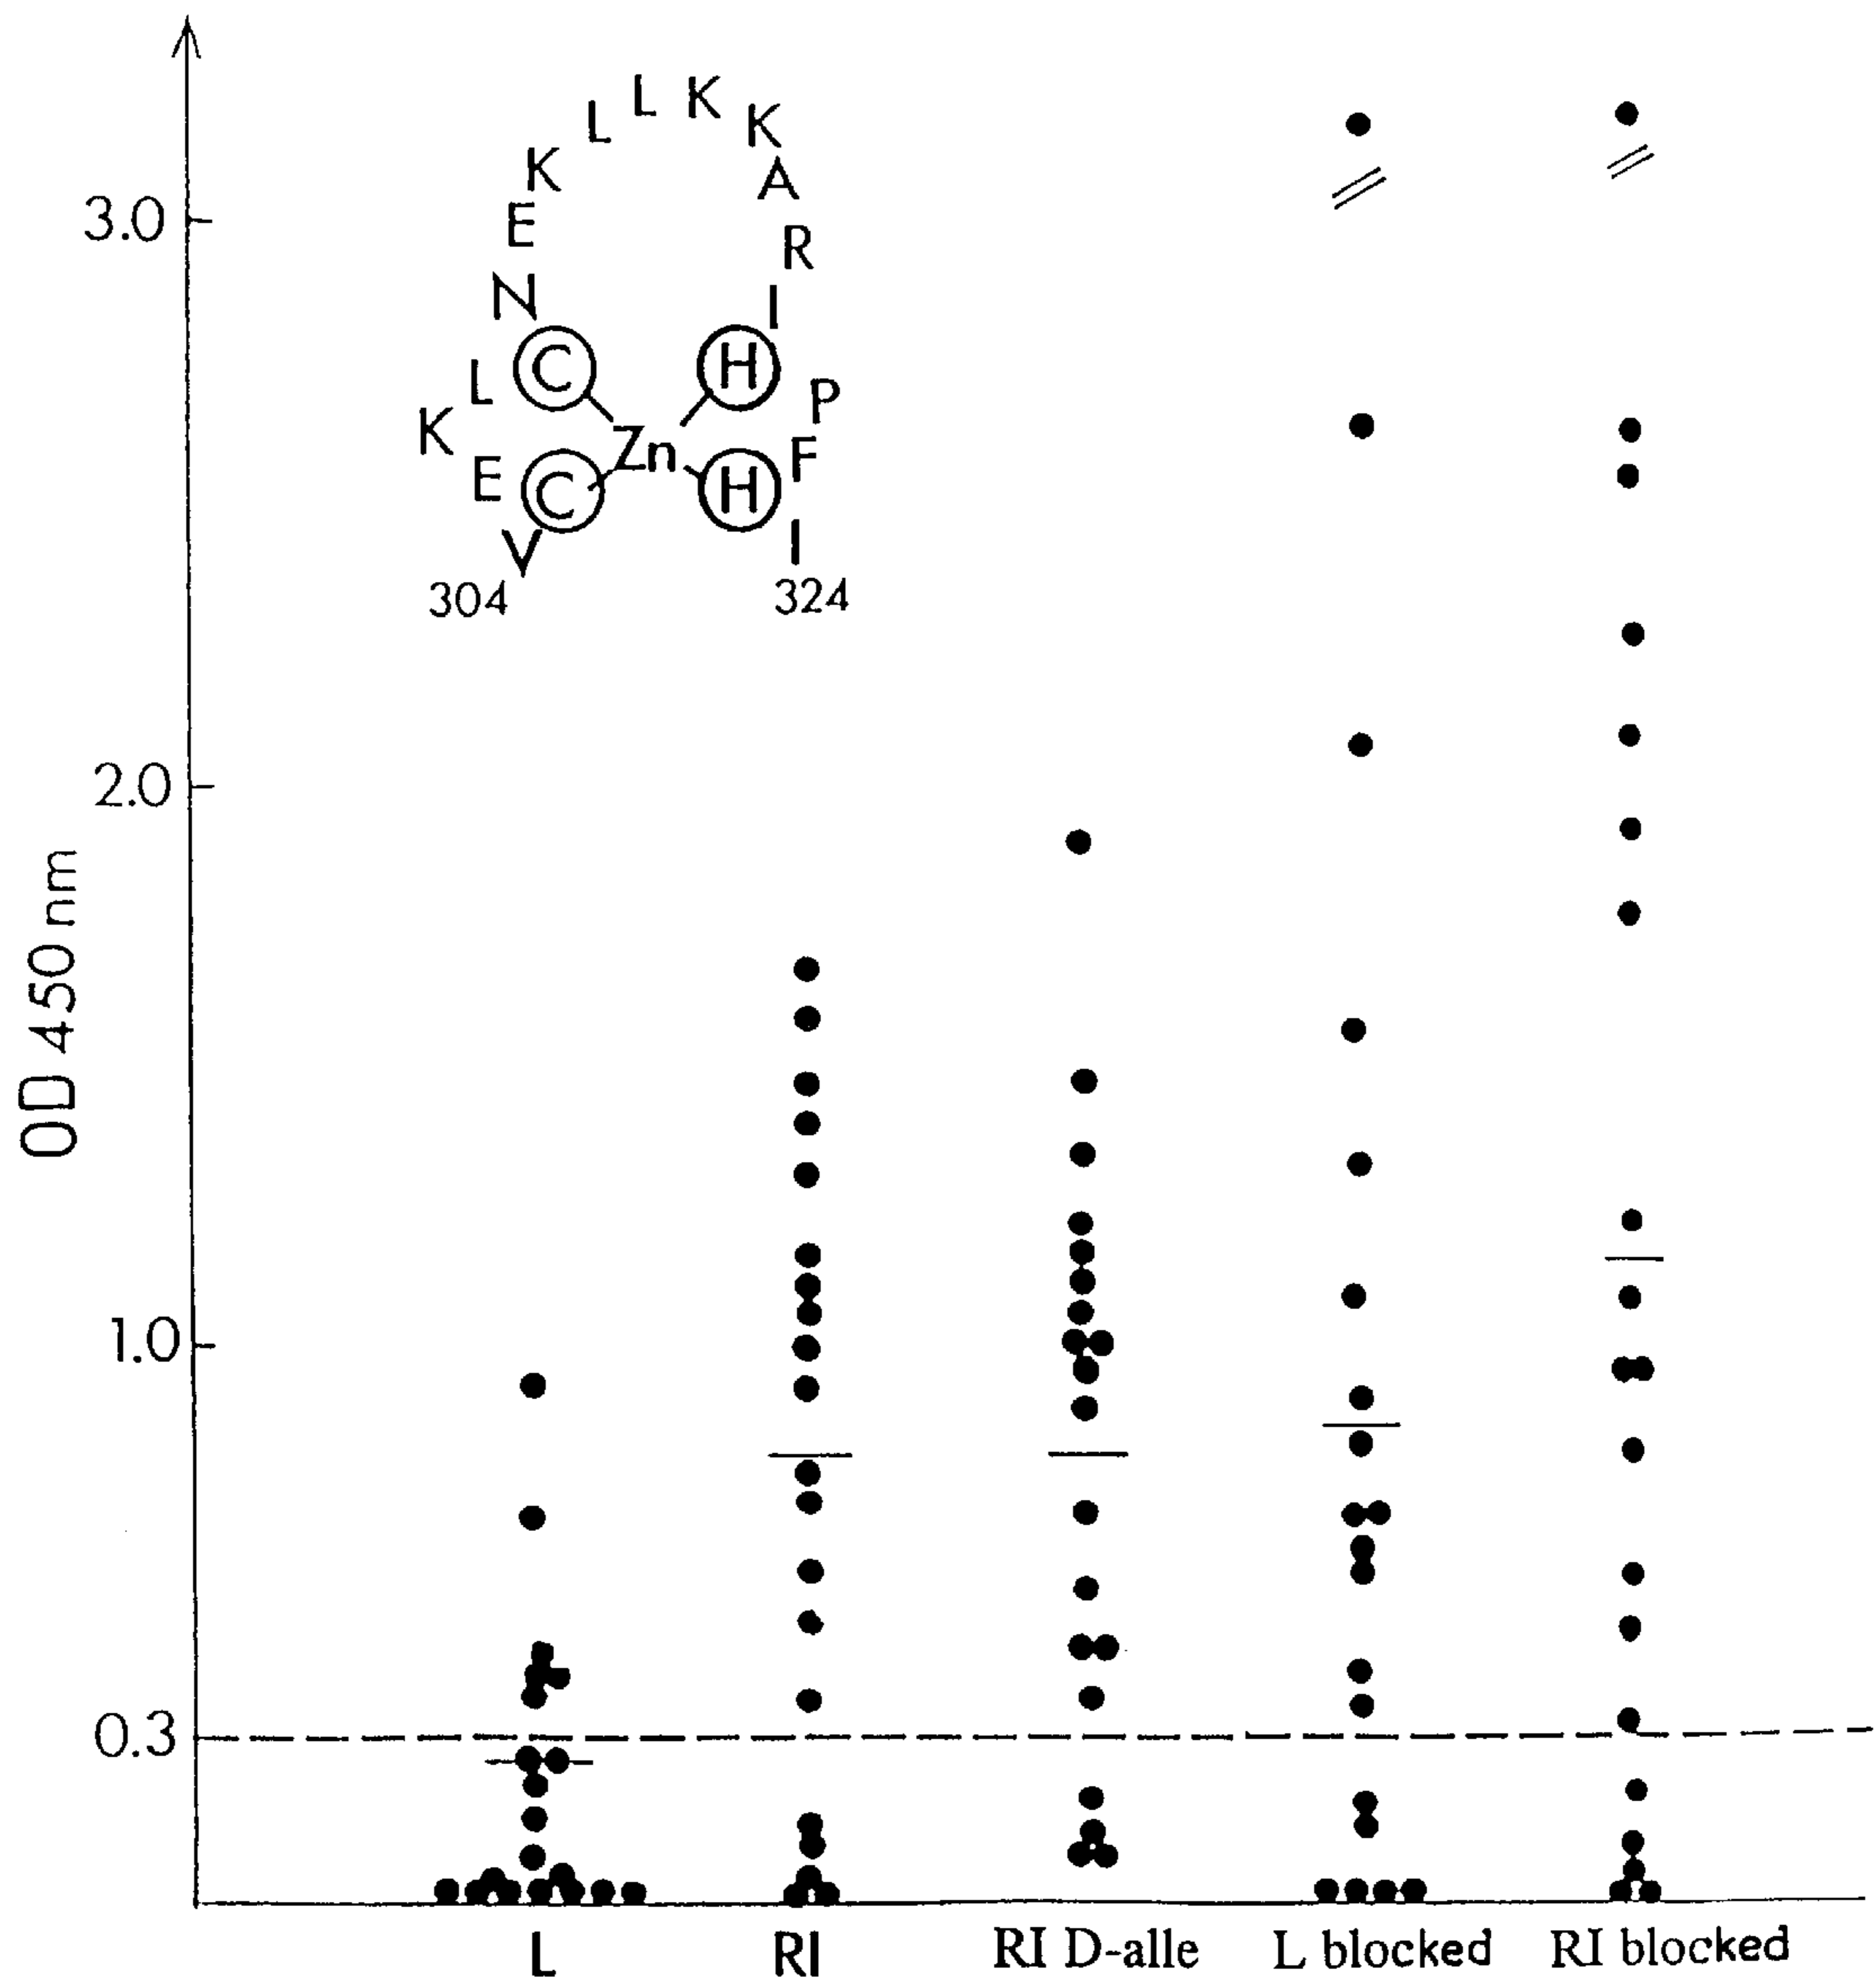 L L K K
K A
E R
N I
C H
L P
K Zn F
E C H
V I
304 324
3.0
2.0
1.0
0.3
OD 450 nm
L RI RI D-alle L blocked RI blocked